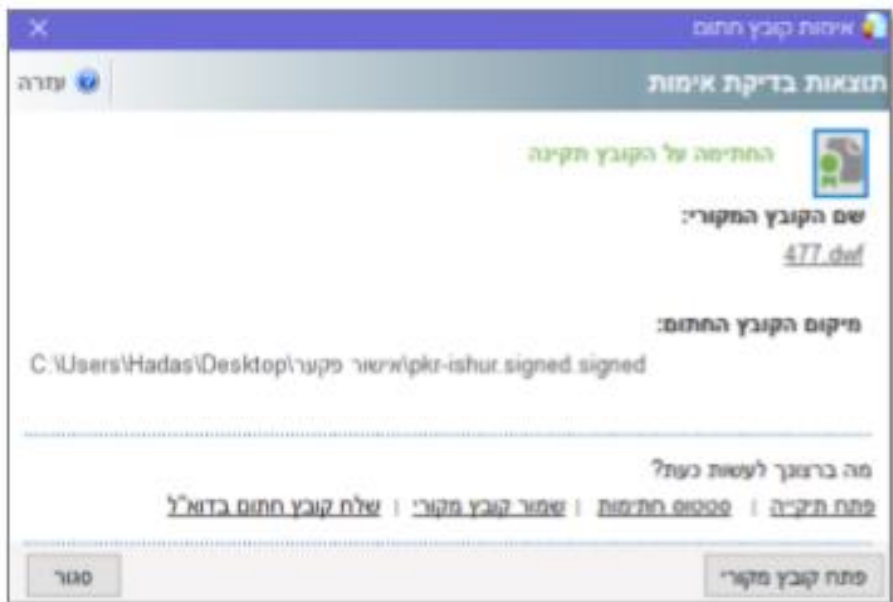 אימות קובץ חתום
תוצאות בדיקת אימות
עזרה
החתימה על הקובץ תקינה
שם הקובץ המקורי:
477.dwf
מיקום הקובץ החתום:
C:\Users\Hadas\Desktop\אישור פקער\pkr-ishur.signed.signed
מה ברצונך לעשות כעת?
פתח תיקייה | סטטוס חתימות | שמור קובץ מקורי | שלח קובץ חתום בדוא"ל
פתח קובץ מקורי
סגור